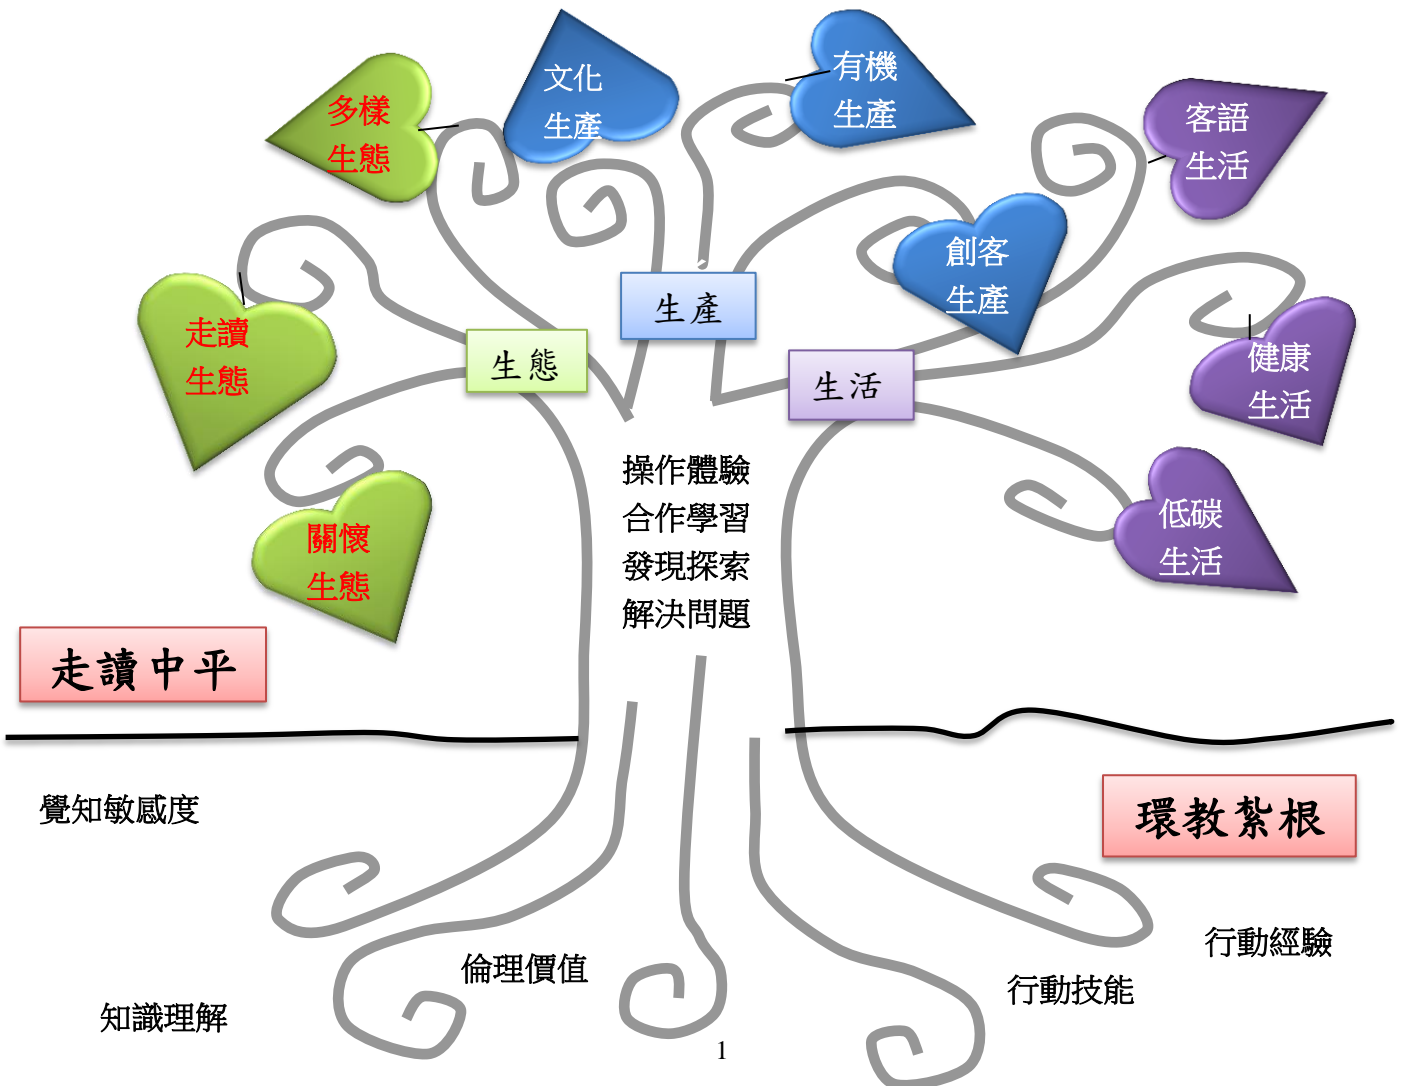 文化
生產
有機
生產
多樣
生態
客語
生活
創客
生產
走讀
生態
生產
生態
生活
健康
生活
操作體驗
合作學習
發現探索
解決問題
低碳
生活
關懷
生態
走讀中平
覺知敏感度
環教紮根
倫理價值
行動經驗
知識理解
行動技能
1